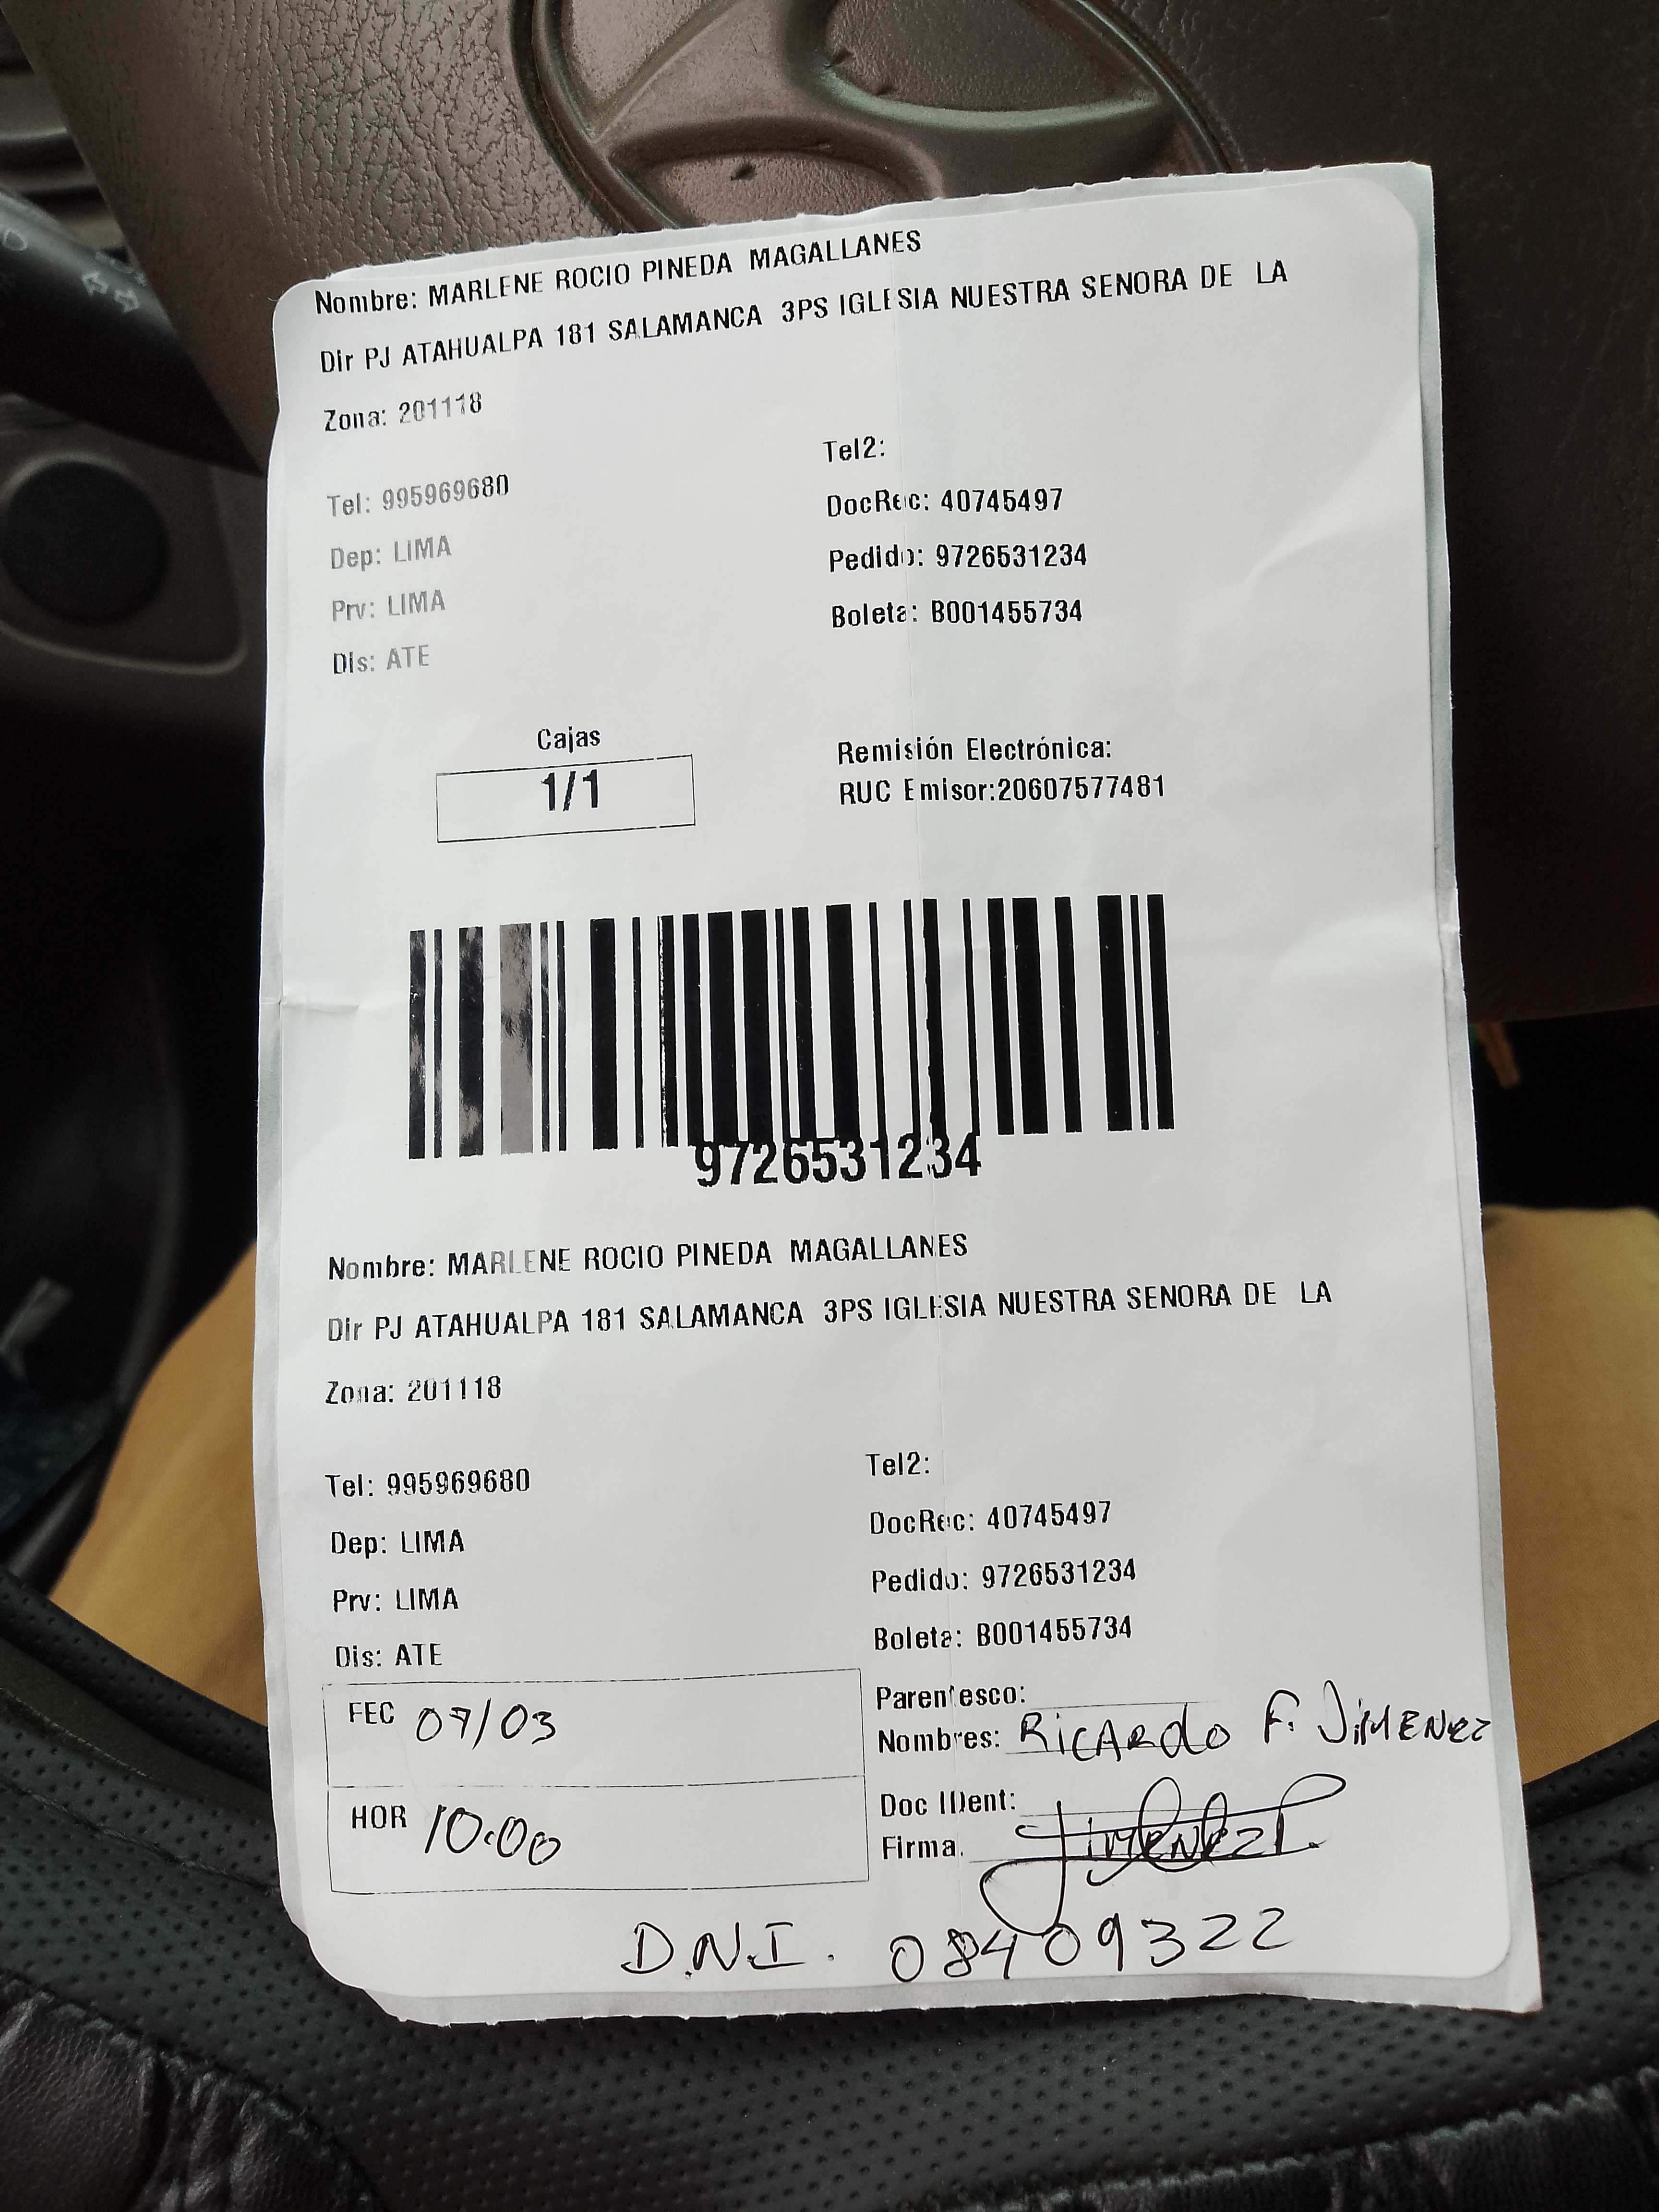 Nombre: MARLENE ROCIO PINEDA MAGALLANES
Dir PJ ATAHUALPA 181 SALAMANCA 3PS IGLESIA NUESTRA SENORA DE LA
Zona: 201118
Tel2:
Tel: 995969680
DocRec: 40745497
Dep: LIMA
Pedido: 9726531234
Prv: LIMA
Boleta: B001455734
Dis: ATE
Cajas
1/1
Remisión Electrónica:
RUC Emisor:20607577481
9726531234
Nombre: MARLENE ROCIO PINEDA MAGALLANES
Dir PJ ATAHUALPA 181 SALAMANCA 3PS IGLESIA NUESTRA SENORA DE LA
Zona: 201118
Tel2:
Tel: 995969680
DocRec: 40745497
Dep: LIMA
Pedido: 9726531234
Prv: LIMA
Boleta: B001455734
Dis: ATE
Parentesco:
FEC 07/03
Nombres: RICARDO F. JIMENEZ
Doc IDent:
HOR 10:00
Firma. JIMENEZ
D.N.I. 08409322